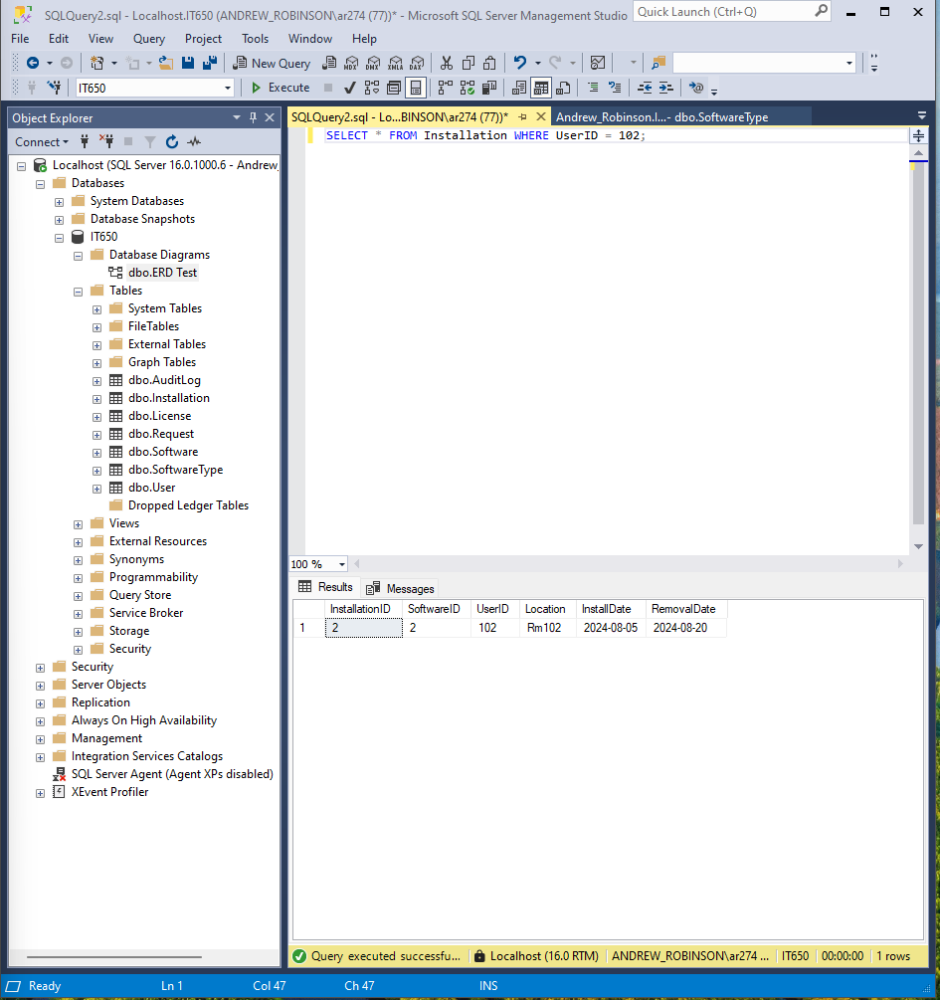 SQLQuery2.sql - Localhost.IT650 (ANDREW_ROBINSON\ar274 (77))* - Microsoft SQL Server Management Studio
Quick Launch (Ctrl+Q)
File Edit View Query Project Tools Window Help
New Query
MDX DMX XMLA DAX
IT650
Execute
Object Explorer
Connect
Localhost (SQL Server 16.0.1000.6 - Andrew
Databases
System Databases
Database Snapshots
IT650
Database Diagrams
dbo.ERD Test
Tables
System Tables
FileTables
External Tables
Graph Tables
dbo.AuditLog
dbo.Installation
dbo.License
dbo.Request
dbo.Software
dbo.SoftwareType
dbo.User
Dropped Ledger Tables
Views
External Resources
Synonyms
Programmability
Query Store
Service Broker
Storage
Security
Security
Server Objects
Replication
Always On High Availability
Management
Integration Services Catalogs
SQL Server Agent (Agent XPs disabled)
XEvent Profiler
SQLQuery2.sql - Lo...BINSON\ar274 (77))*
Andrew_Robinson.I...- dbo.SoftwareType
SELECT * FROM Installation WHERE UserID = 102;
100 %
Results Messages
InstallationID SoftwareID UserID Location InstallDate RemovalDate
1 2 2 102 Rm102 2024-08-05 2024-08-20
Query executed successfu... Localhost (16.0 RTM) ANDREW_ROBINSON\ar274 ... IT650 00:00:00 1 rows
Ready Ln 1 Col 47 Ch 47 INS